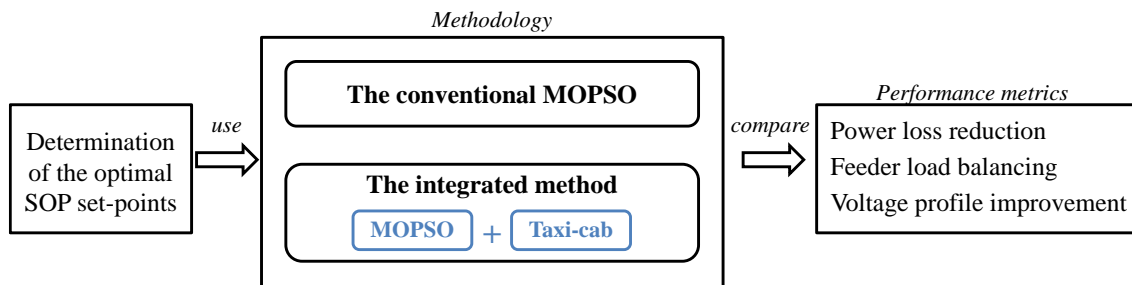 Methodology
The conventional MOPSO
Performance metrics
Determination
of the optimal
SOP set-points
use
compare
Power loss reduction
Feeder load balancing
Voltage profile improvement
The integrated method
MOPSO + Taxi-cab